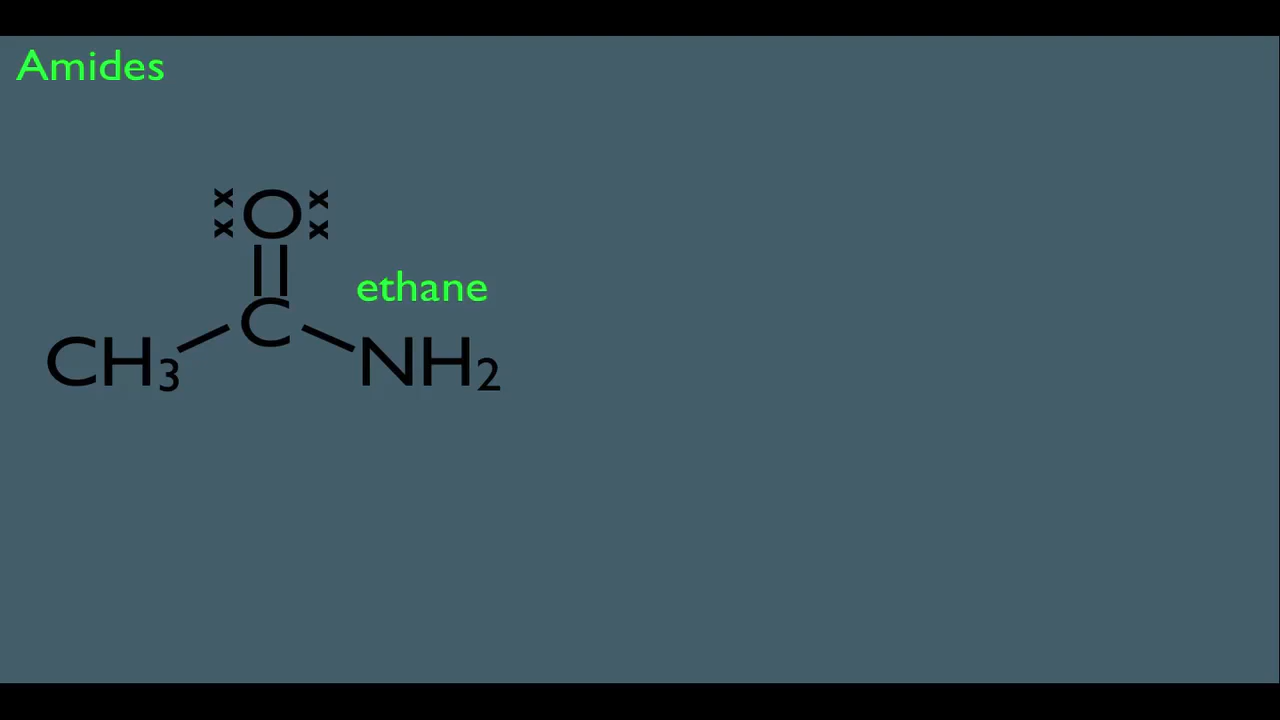 Amides
O
ethane
C
CH₃ NH₂